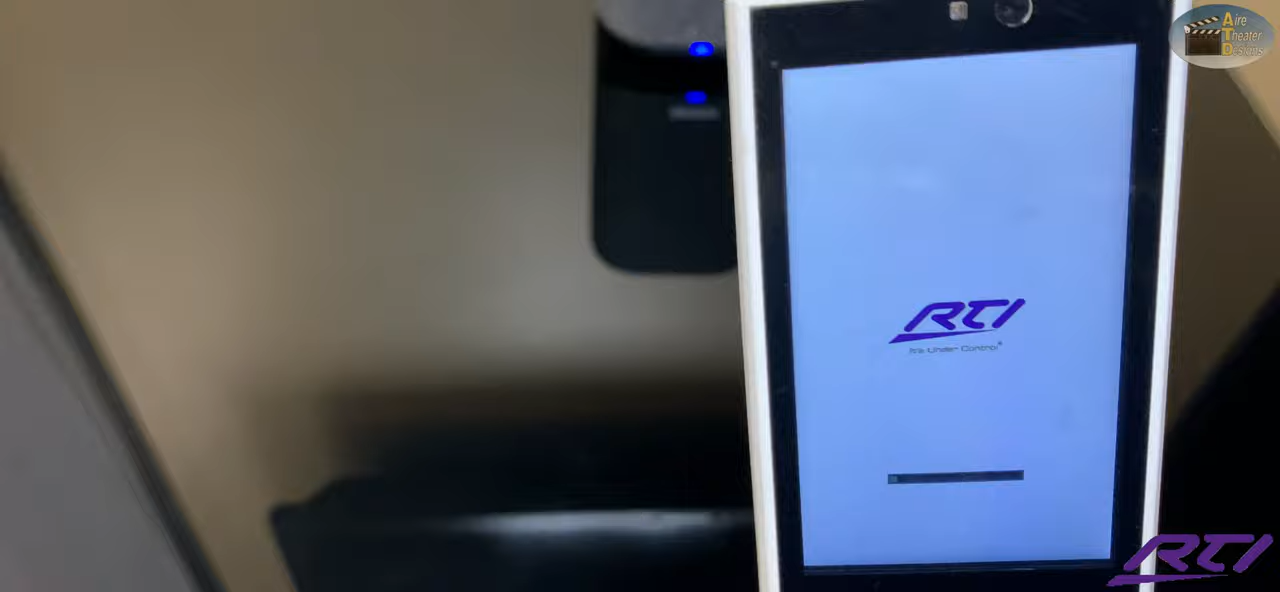 Aire
Theater
Designs
RTI
It's Under Control®
RTI